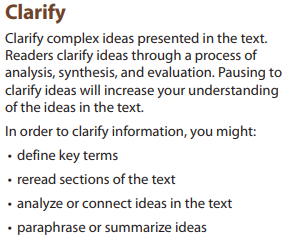 Clarify
Clarify complex ideas presented in the text.
Readers clarify ideas through a process of
analysis, synthesis, and evaluation. Pausing to
clarify ideas will increase your understanding
of the ideas in the text.
In order to clarify information, you might:
• define key terms
• reread sections of the text
• analyze or connect ideas in the text
• paraphrase or summarize ideas